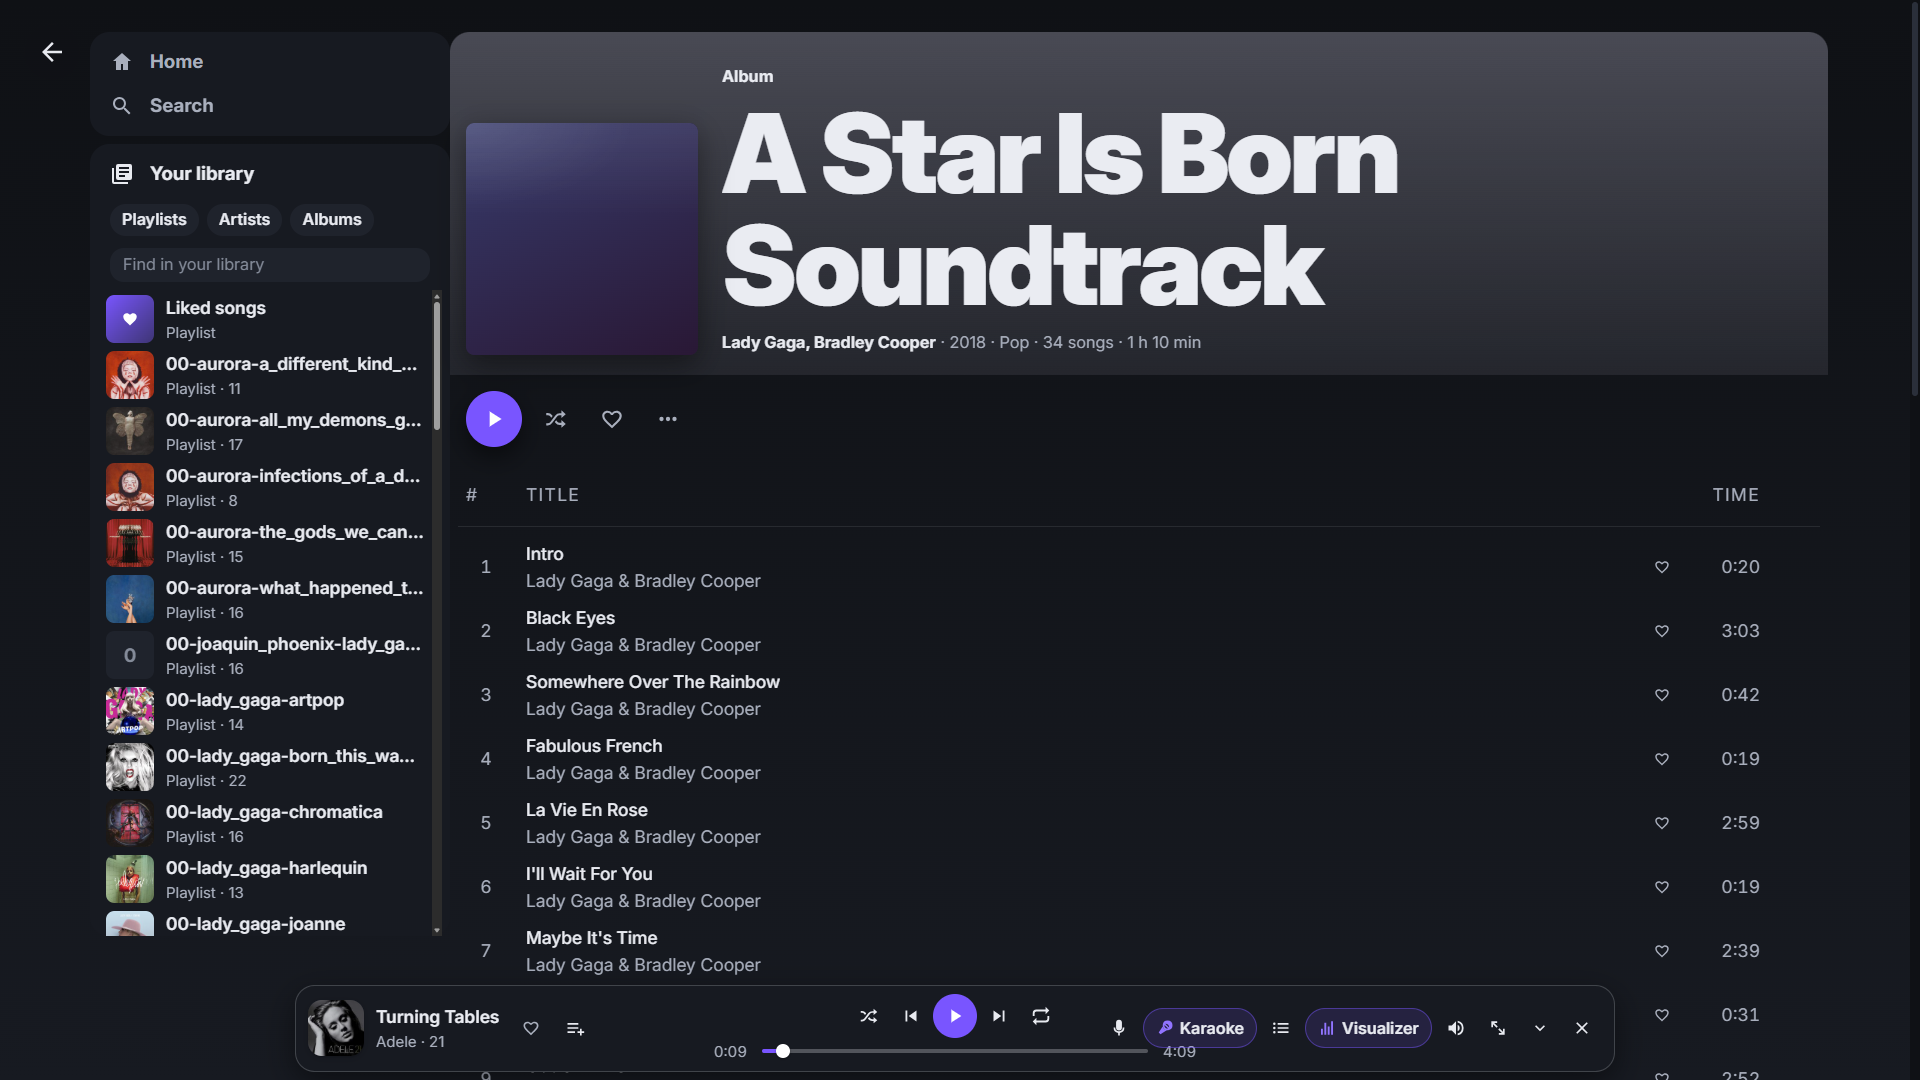 Home
Search
Your library
Playlists Artists Albums
Find in your library
Liked songs
Playlist
00-aurora-a_different_kind_...
Playlist · 11
00-aurora-all_my_demons_g...
Playlist · 17
00-aurora-infections_of_a_d...
Playlist · 8
00-aurora-the_gods_we_can...
Playlist · 15
00-aurora-what_happened_t...
Playlist · 16
0
00-joaquin_phoenix-lady_ga...
Playlist · 16
00-lady_gaga-artpop
Playlist · 14
00-lady_gaga-born_this_wa...
Playlist · 22
00-lady_gaga-chromatica
Playlist · 16
00-lady_gaga-harlequin
Playlist · 13
00-lady_gaga-joanne
Album
A Star Is Born
Soundtrack
Lady Gaga, Bradley Cooper · 2018 · Pop · 34 songs · 1 h 10 min
# TITLE TIME
1 Intro 0:20
Lady Gaga & Bradley Cooper
2 Black Eyes 3:03
Lady Gaga & Bradley Cooper
3 Somewhere Over The Rainbow 0:42
Lady Gaga & Bradley Cooper
4 Fabulous French 0:19
Lady Gaga & Bradley Cooper
5 La Vie En Rose 2:59
Lady Gaga & Bradley Cooper
6 I'll Wait For You 0:19
Lady Gaga & Bradley Cooper
7 Maybe It's Time 2:39
Lady Gaga & Bradley Cooper
0:31
9 2:52
ADELE 21
Turning Tables
Adele · 21
0:09 4:09
Karaoke
Visualizer